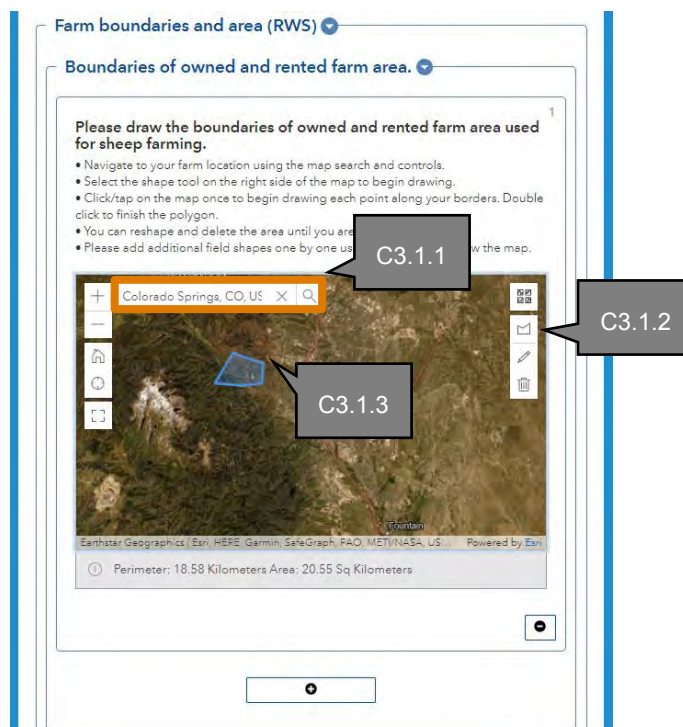 Farm boundaries and area (RWS)
Boundaries of owned and rented farm area.
1
Please draw the boundaries of owned and rented farm area used
for sheep farming.
• Navigate to your farm location using the map search and controls.
• Select the shape tool on the right side of the map to begin drawing.
• Click/tap on the map once to begin drawing each point along your borders. Double
click to finish the polygon.
• You can reshape and delete the area until you are
• Please add additional field shapes one by one us w the map.
C3.1.1
Colorado Springs, CO, US
C3.1.2
C3.1.3
Fountain
Earthstar Geographics | Esri, HERE, Garmin, SafeGraph, FAO, METI/NASA, US... Powered by Esri
Perimeter: 18.58 Kilometers Area: 20.55 Sq Kilometers